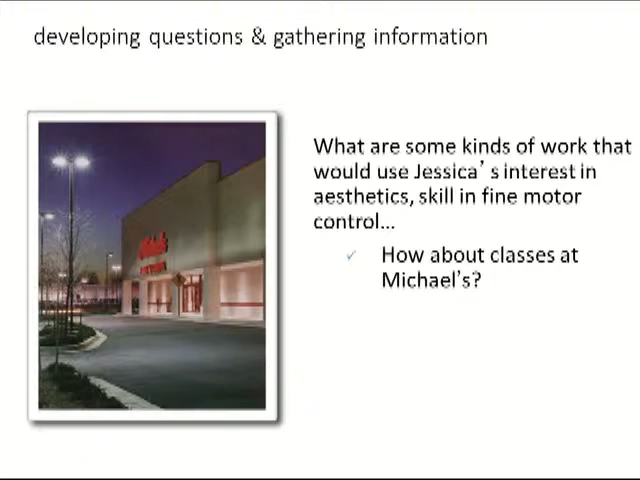 developing questions & gathering information
What are some kinds of work that
would use Jessica’s interest in
aesthetics, skill in fine motor
control…
✓ How about classes at
Michael’s?